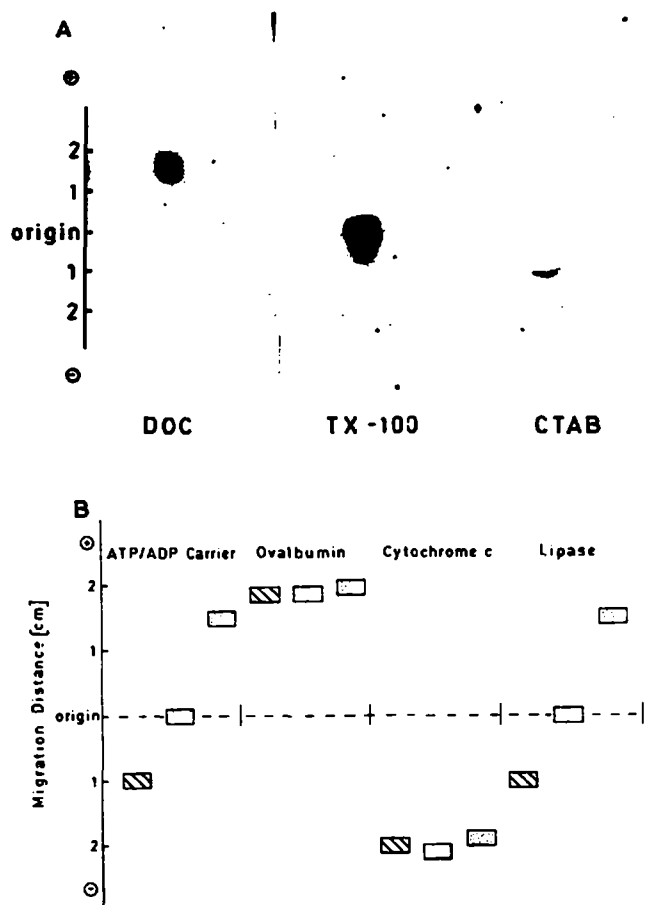 A
⊕
2
1
origin
1
2
⊖
DOC TX-100 CTAB
B
⊕
ATP/ADP Carrier Ovalbumin Cytochrome c Lipase
2
1
origin
1
2
⊖
Migration Distance [cm]